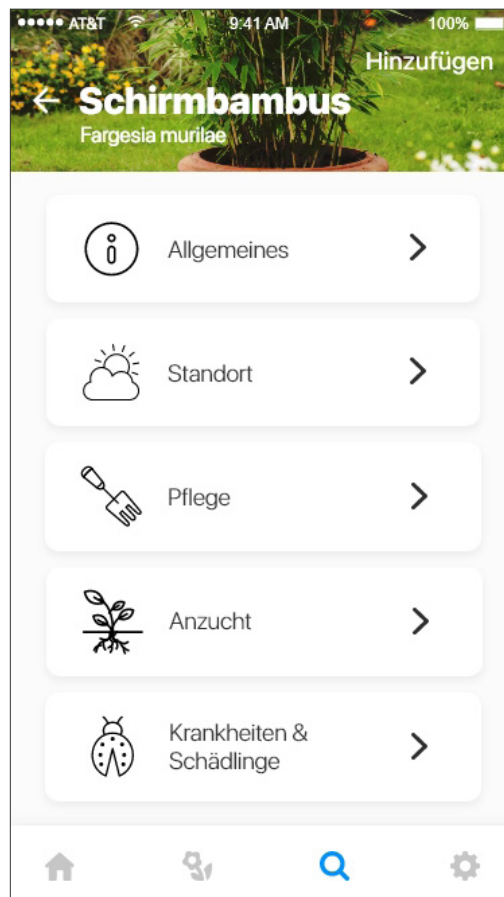 AT&T 9:41 AM 100%
Hinzufügen
Schirmbambus
Fargesia murilae
Allgemeines
Standort
Pflege
Anzucht
Krankheiten &
Schädlinge